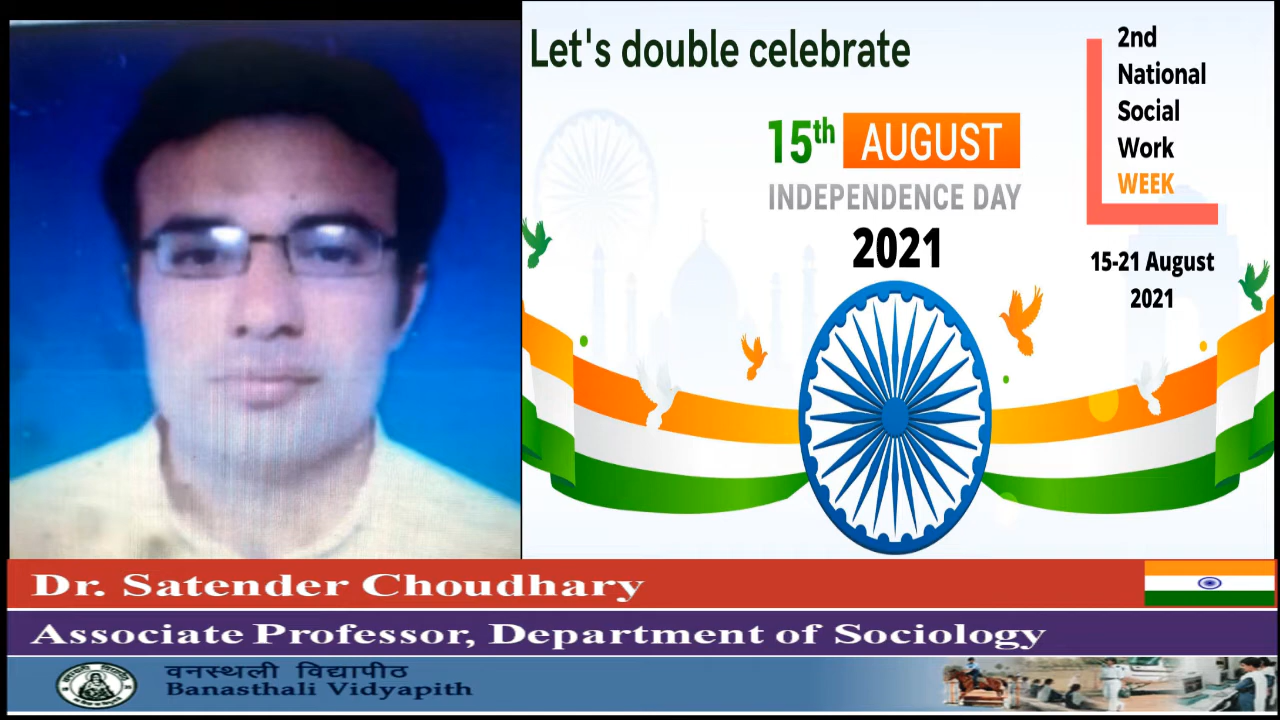 Let's double celebrate
15th AUGUST
INDEPENDENCE DAY
2021
2nd
National
Social
Work
WEEK
15-21 August
2021
Dr. Satender Choudhary
Associate Professor, Department of Sociology
वनस्थली विद्यापीठ
Banasthali Vidyapith